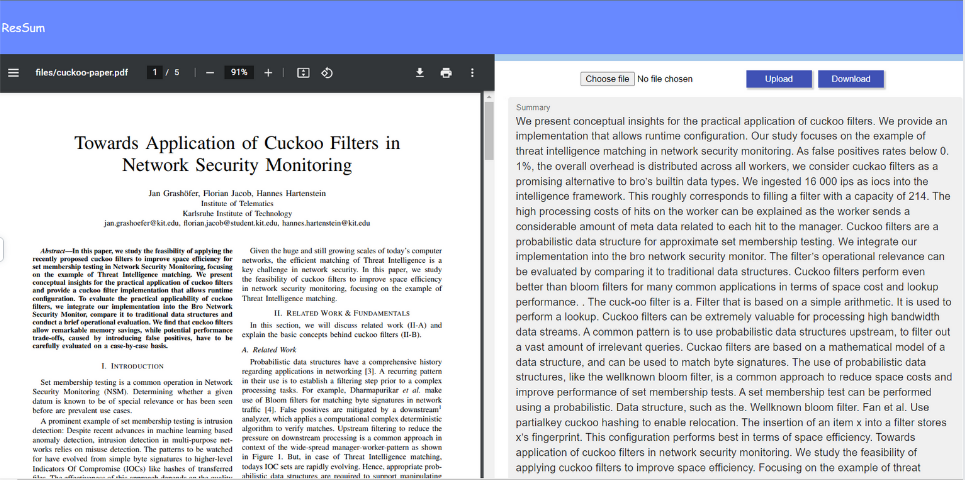 ResSum
files/cuckoo-paper.pdf
1 / 5
91%
Towards Application of Cuckoo Filters in
Network Security Monitoring
Jan Grashöfer, Florian Jacob, Hannes Hartenstein
Institute of Telematics
Karlsruhe Institute of Technology
jan.grashoefer@kit.edu, florian.jacob@student.kit.edu, hannes.hartenstein@kit.edu
Abstract—In this paper, we study the feasibility of applying the
recently proposed cuckoo filters to improve space efficiency for
set membership testing in Network Security Monitoring, focusing
on the example of Threat Intelligence matching. We present
conceptual insights for the practical application of cuckoo filters
and provide a cuckoo filter implementation that allows runtime
configuration. To evaluate the practical applicability of cuckoo
filters, we integrate our implementation into the Bro Network
Security Monitor, compare it to traditional data structures and
conduct a brief operational evaluation. We find that cuckoo filters
allow remarkable memory savings, while potential performance
trade-offs, caused by introducing false positives, have to be
carefully evaluated on a case-by-case basis.
I. INTRODUCTION
Set membership testing is a common operation in Network
Security Monitoring (NSM). Determining whether a given
datum is known to be of special relevance or has been seen
before are prevalent use cases.
A prominent example of set membership testing is intrusion
detection: Despite recent advances in machine learning based
anomaly detection, intrusion detection in multi-purpose net-
works relies on misuse detection. The patterns to be watched
for have evolved from simple byte signatures to higher-level
Indicators Of Compromise (IOCs) like hashes of transferred
files. The effectiveness of this approach depends on the quality
Given the huge and still growing scales of today's computer
networks, the efficient matching of Threat Intelligence is a
key challenge in network security. In this paper, we study
the feasibility of cuckoo filters to improve space efficiency
in network security monitoring, focusing on the example of
Threat Intelligence matching.
II. RELATED WORK & FUNDAMENTALS
In this section, we will discuss related work (II-A) and
explain the basic concepts behind cuckoo filters (II-B).
A. Related Work
Probabilistic data structures have a comprehensive history
regarding applications in networking [3]. A recurring pattern
in their use is to establish a filtering step prior to a complex
processing tasks. For example, Dharmapurikar et al. make
use of Bloom filters for matching byte signatures in network
traffic [4]. False positives are mitigated by a downstream¹
analyzer, which applies a computational complex deterministic
algorithm to verify matches. Upstream filtering to reduce the
pressure on downstream processing is a common approach in
context of the wide-spread manager-worker-pattern as shown
in Figure 1. But, in case of Threat Intelligence matching,
todays IOC sets are rapidly evolving. Hence, appropriate prob-
abilistic data structures are required to support manipulating
Choose file No file chosen
Upload
Download
Summary
We present conceptual insights for the practical application of cuckoo filters. We provide an
implementation that allows runtime configuration. Our study focuses on the example of
threat intelligence matching in network security monitoring. As false positives rates below 0.
1%, the overall overhead is distributed across all workers, we consider cuckao filters as a
promising alternative to bro's builtin data types. We ingested 16 000 ips as iocs into the
intelligence framework. This roughly corresponds to filling a filter with a capacity of 214. The
high processing costs of hits on the worker can be explained as the worker sends a
considerable amount of meta data related to each hit to the manager. Cuckoo filters are a
probabilistic data structure for approximate set membership testing. We integrate our
implementation into the bro network security monitor. The filter's operational relevance can
be evaluated by comparing it to traditional data structures. Cuckoo filters perform even
better than bloom filters for many common applications in terms of space cost and lookup
performance. . The cuck-oo filter is a. Filter that is based on a simple arithmetic. It is used to
perform a lookup. Cuckoo filters can be extremely valuable for processing high bandwidth
data streams. A common pattern is to use probabilistic data structures upstream, to filter out
a vast amount of irrelevant queries. Cuckao filters are based on a mathematical model of a
data structure, and can be used to match byte signatures. The use of probabilistic data
structures, like the wellknown bloom filter, is a common approach to reduce space costs and
improve performance of set membership tests. A set membership test can be performed
using a probabilistic. Data structure, such as the. Wellknown bloom filter. Fan et al. Use
partialkey cuckoo hashing to enable relocation. The insertion of an item x into a filter stores
x's fingerprint. This configuration performs best in terms of space efficiency. Towards
application of cuckoo filters in network security monitoring. We study the feasibility of
applying cuckoo filters to improve space efficiency. Focusing on the example of threat